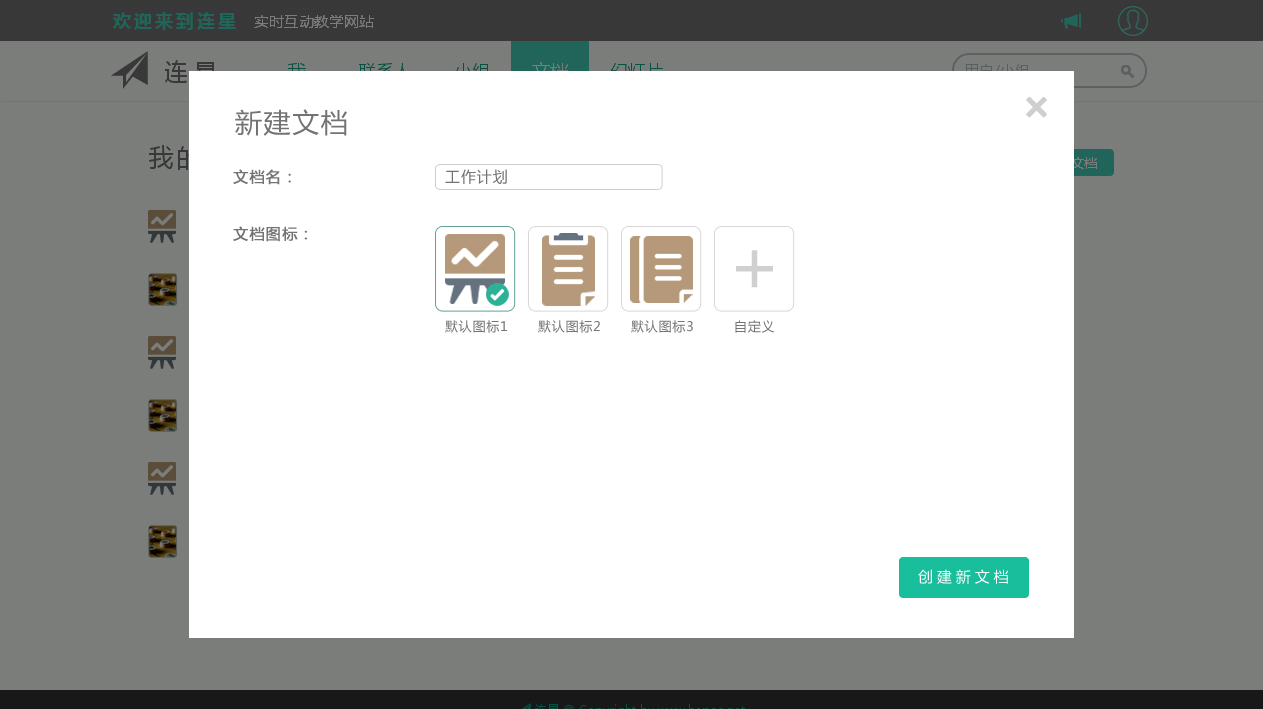 欢迎来到连星 实时互动教学网站
连星 我 联系人 小组 文档 幻灯片 用户/小组
新建文档
我的
文档
文档名：
工作计划
文档图标：
默认图标1 默认图标2 默认图标3 自定义
创建新文档